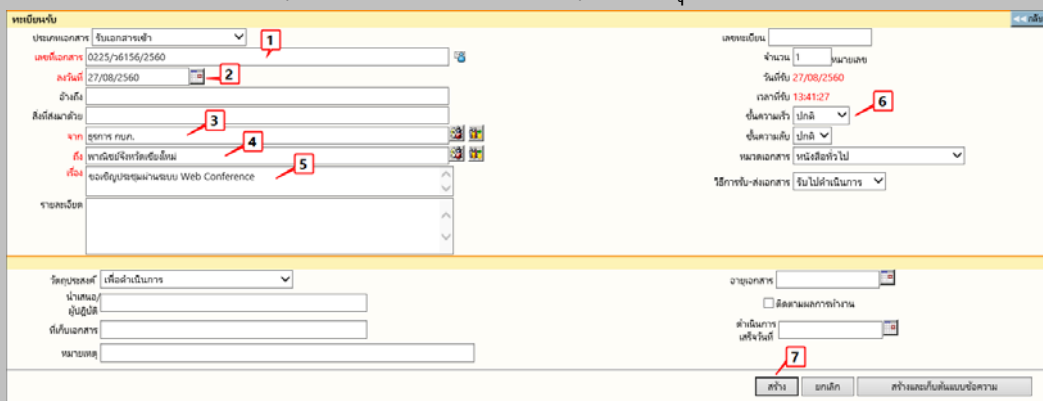 ทะเบียนรับ
<< กลับ
ประเภทเอกสาร รับเอกสารเข้า
1
เลขทะเบียน
เลขที่เอกสาร 0225/ว6156/2560
จำนวน 1 หมายเลข
ลงวันที่ 27/08/2560
2
วันที่รับ 27/08/2560
อ้างถึง
เวลาที่รับ 13:41:27
6
สิ่งที่ส่งมาด้วย
3
ชั้นความเร็ว ปกติ
จาก ธุรการ กบก.
4
ชั้นความลับ ปกติ
ถึง พาณิชย์จังหวัดเชียงใหม่
หมวดเอกสาร หนังสือทั่วไป
5
เรื่อง ขอเชิญประชุมผ่านระบบ Web Conference
วิธีการรับ-ส่งเอกสาร รับไปดำเนินการ
รายละเอียด
วัตถุประสงค์ เพื่อดำเนินการ
อายุเอกสาร
นำเสนอ/
ผู้ปฏิบัติ
ติดตามผลการทำงาน
ที่เก็บเอกสาร
ดำเนินการ
เสร็จวันที่
หมายเหตุ
7
สร้าง ยกเลิก สร้างและเก็บต้นแบบข้อความ